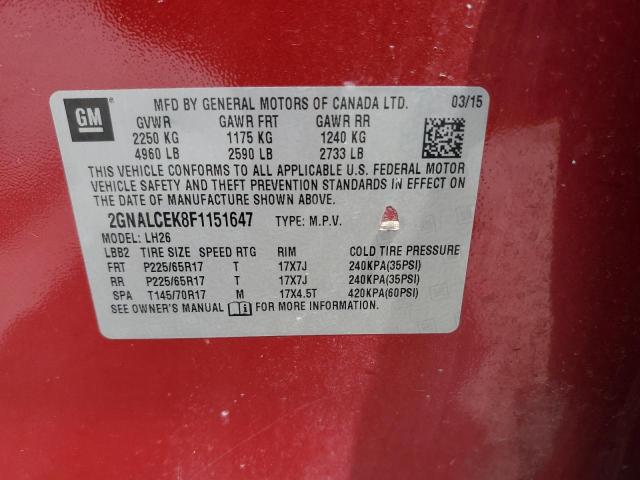 GM
MFD BY GENERAL MOTORS OF CANADA LTD. 03/15
GVWR GAWR FRT GAWR RR
2250 KG 1175 KG 1240 KG
4960 LB 2590 LB 2733 LB
THIS VEHICLE CONFORMS TO ALL APPLICABLE U.S. FEDERAL MOTOR
VEHICLE SAFETY AND THEFT PREVENTION STANDARDS IN EFFECT ON
THE DATE OF MANUFACTURE SHOWN ABOVE.
2GNALCEK8F1151647 TYPE: M.P.V.
MODEL: LH26
LBB2 TIRE SIZE SPEED RTG RIM COLD TIRE PRESSURE
FRT P225/65R17 T 17X7J 240KPA(35PSI)
RR P225/65R17 T 17X7J 240KPA(35PSI)
SPA T145/70R17 M 17X4.5T 420KPA(60PSI)
SEE OWNER'S MANUAL FOR MORE INFORMATION.